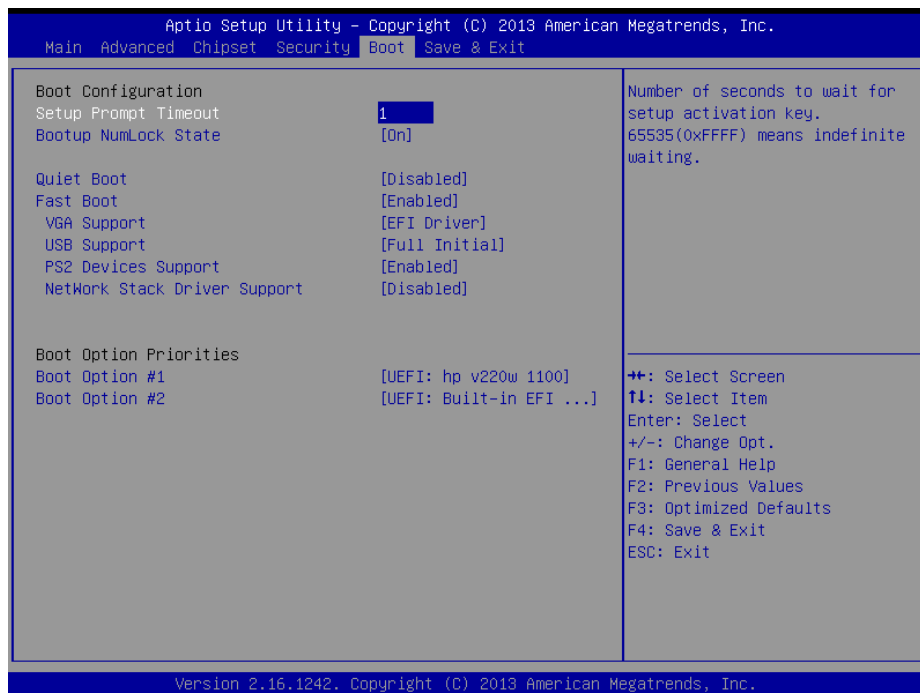 Aptio Setup Utility – Copyright (C) 2013 American Megatrends, Inc.
Main Advanced Chipset Security Boot Save & Exit
Boot Configuration
Setup Prompt Timeout 1
Bootup NumLock State [On]
Quiet Boot [Disabled]
Fast Boot [Enabled]
VGA Support [EFI Driver]
USB Support [Full Initial]
PS2 Devices Support [Enabled]
NetWork Stack Driver Support [Disabled]
Boot Option Priorities
Boot Option #1 [UEFI: hp v220w 1100]
Boot Option #2 [UEFI: Built-in EFI ...]
Number of seconds to wait for
setup activation key.
65535(0xFFFF) means indefinite
waiting.
→←: Select Screen
↑↓: Select Item
Enter: Select
+/-: Change Opt.
F1: General Help
F2: Previous Values
F3: Optimized Defaults
F4: Save & Exit
ESC: Exit
Version 2.16.1242. Copyright (C) 2013 American Megatrends, Inc.